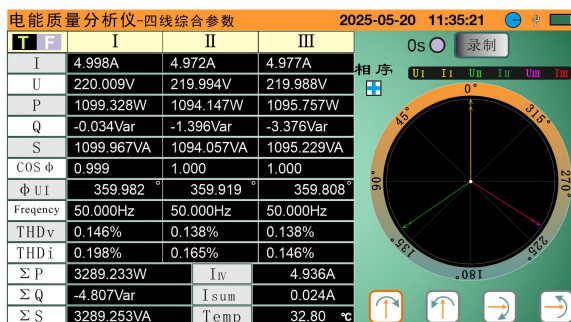 电能质量分析仪-四线综合参数 2025-05-20 11:35:21
T F I II III
I 4.998A 4.972A 4.977A
U 220.009V 219.994V 219.988V
P 1099.328W 1094.147W 1095.757W
Q -0.034Var -1.396Var -3.376Var
S 1099.967VA 1094.057VA 1095.229VA
COSΦ 0.999 1.000 1.000
ΦUI 359.982° 359.919° 359.808°
Freqency 50.000Hz 50.000Hz 50.000Hz
THDv 0.146% 0.138% 0.138%
THDi 0.198% 0.165% 0.146%
ΣP 3289.233W IIV 4.936A
ΣQ -4.807Var Isum 0.024A
ΣS 3289.253VA Temp 32.80 ℃
0s 录制
相序 UI II UII III UIII IIII
0°
45°
315°
90°
270°
135°
225°
180°